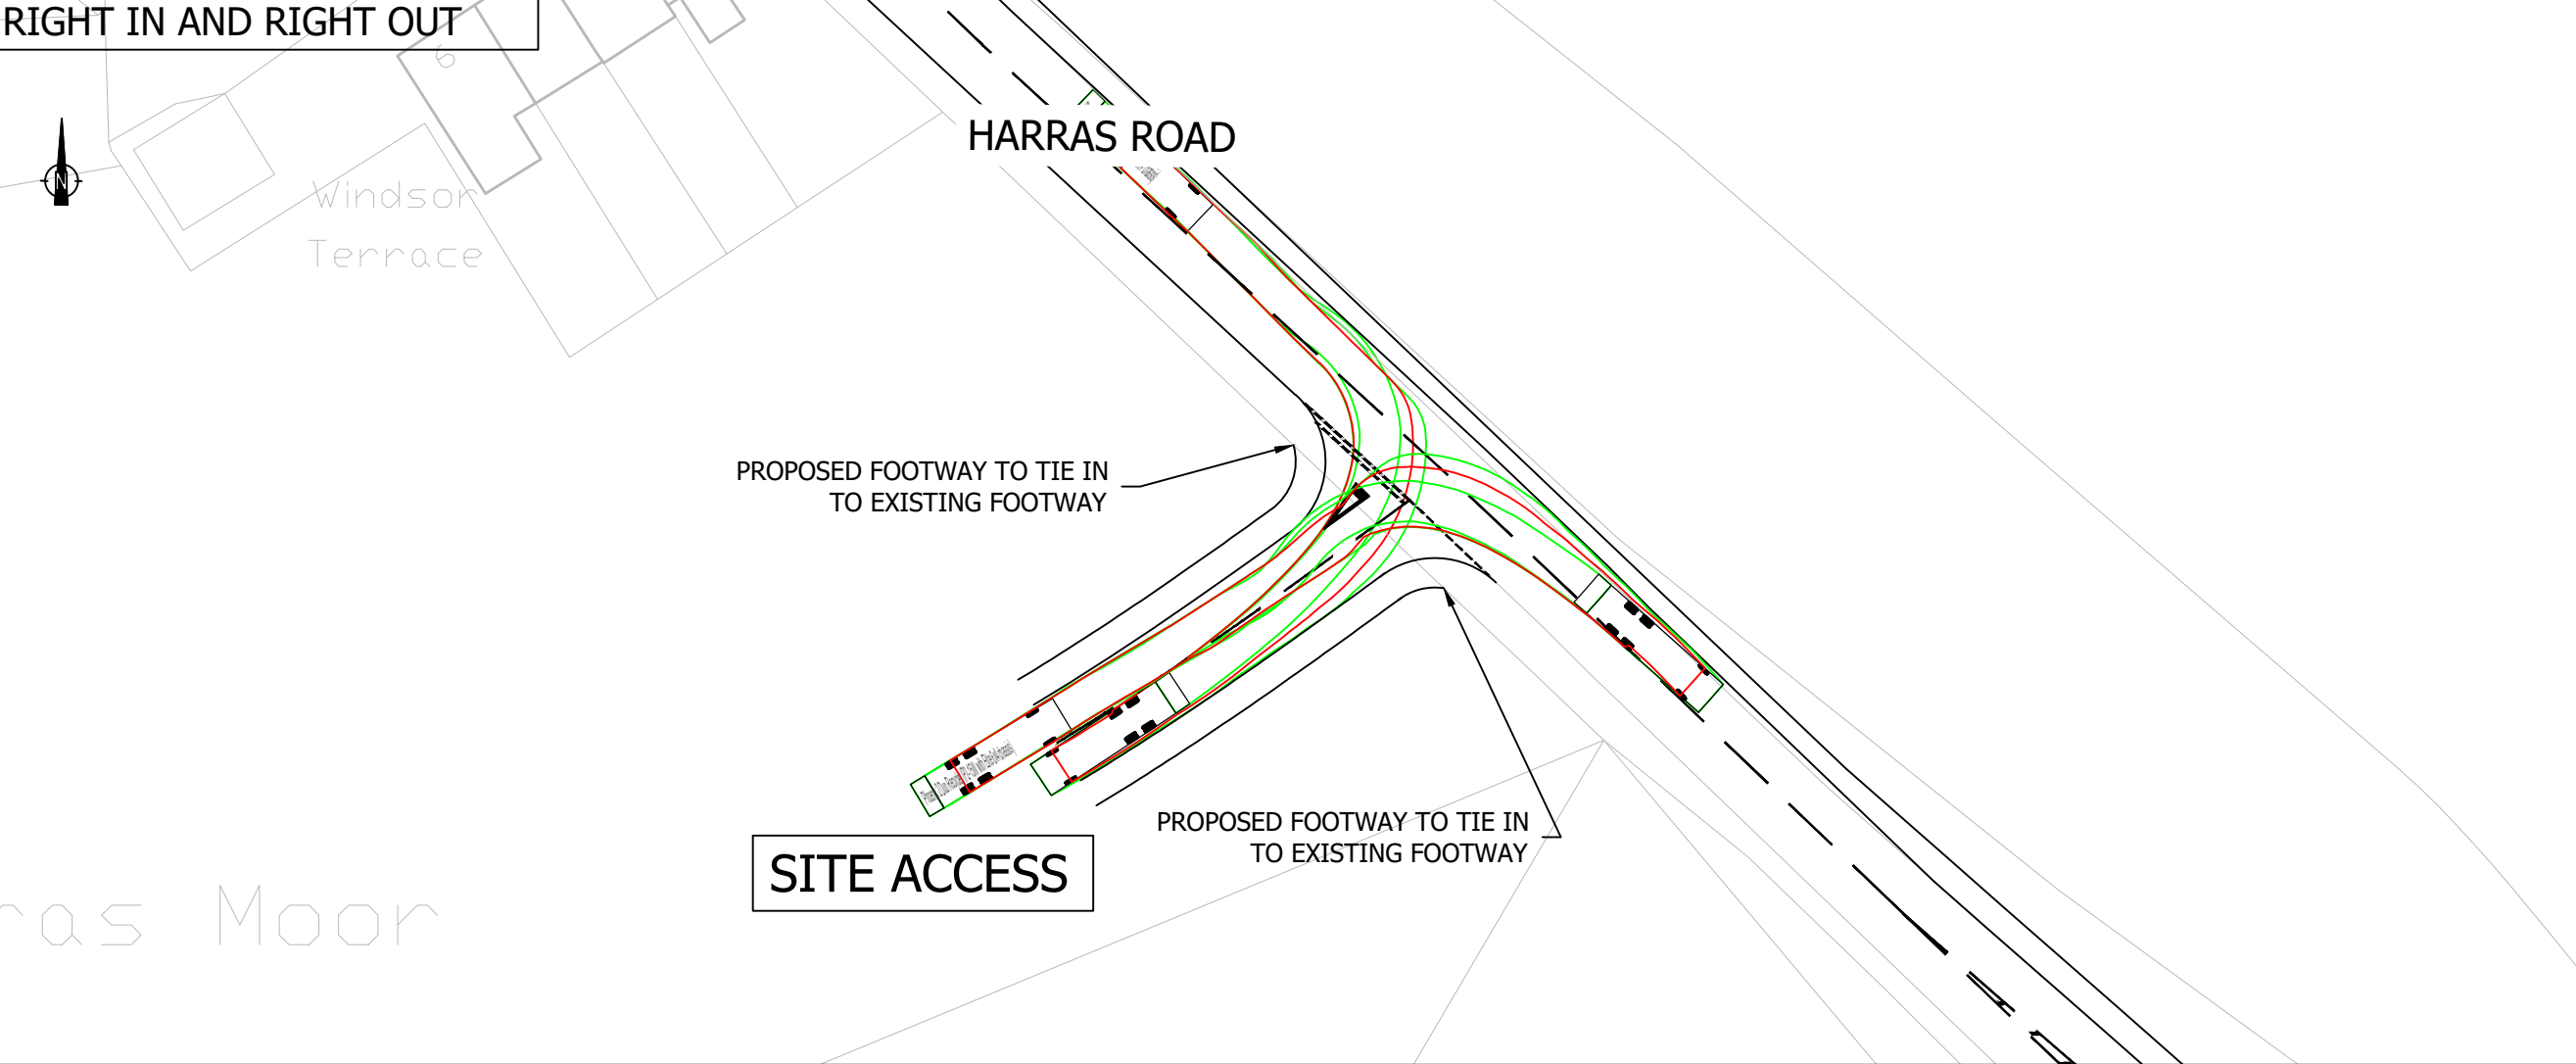 RIGHT IN AND RIGHT OUT
6
N
Windsor
Terrace
HARRAS ROAD
PROPOSED FOOTWAY TO TIE IN
TO EXISTING FOOTWAY
PROPOSED FOOTWAY TO TIE IN
TO EXISTING FOOTWAY
SITE ACCESS
ras Moor